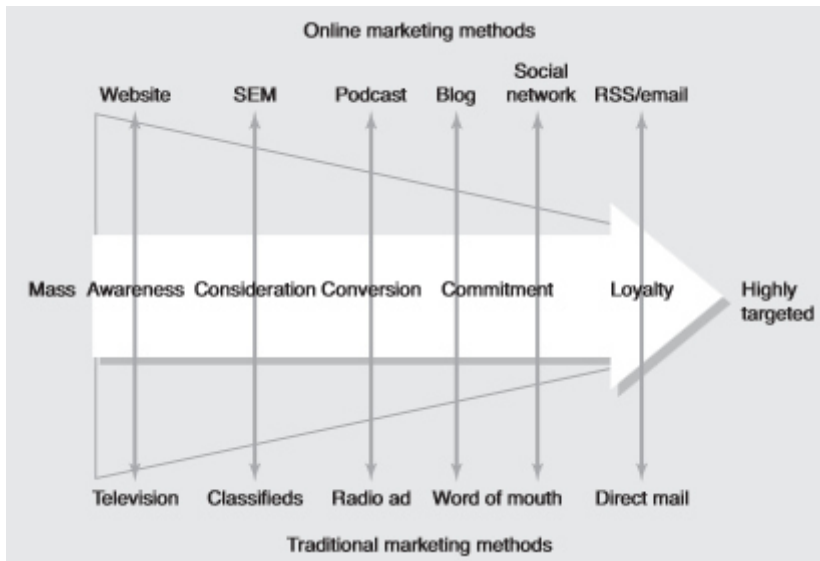 Online marketing methods
Website SEM Podcast Blog Social network RSS/email
Mass Awareness Consideration Conversion Commitment Loyalty Highly targeted
Television Classifieds Radio ad Word of mouth Direct mail
Traditional marketing methods